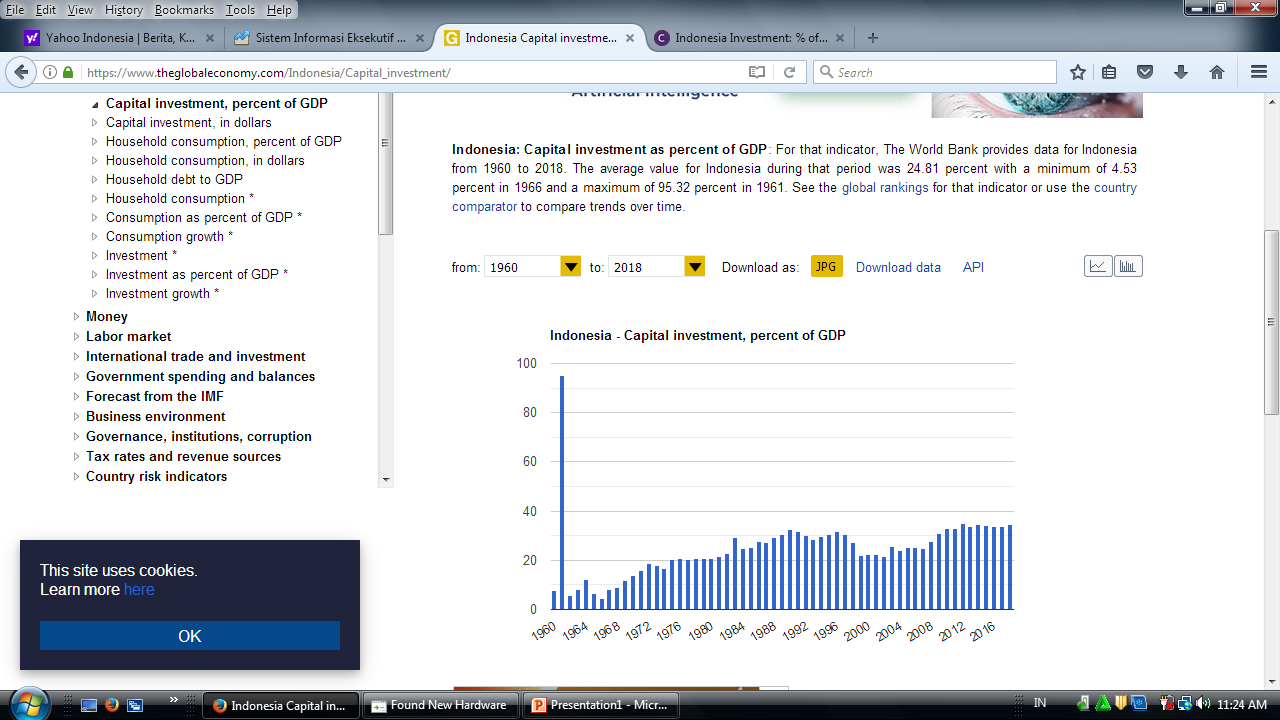 File Edit View History Bookmarks Tools Help
Yahoo Indonesia | Berita, K...
Sistem Informasi Eksekutif ...
Indonesia Capital investme...
Indonesia Investment: % of...
https://www.theglobaleconomy.com/Indonesia/Capital_investment/
Search
Capital investment, percent of GDP
Capital investment, in dollars
Household consumption, percent of GDP
Household consumption, in dollars
Household debt to GDP
Household consumption *
Consumption as percent of GDP *
Consumption growth *
Investment *
Investment as percent of GDP *
Investment growth *
Money
Labor market
International trade and investment
Government spending and balances
Forecast from the IMF
Business environment
Governance, institutions, corruption
Tax rates and revenue sources
Country risk indicators
This site uses cookies.
Learn more here
OK
Artificial Intelligence
Indonesia: Capital investment as percent of GDP: For that indicator, The World Bank provides data for Indonesia
from 1960 to 2018. The average value for Indonesia during that period was 24.81 percent with a minimum of 4.53
percent in 1966 and a maximum of 95.32 percent in 1961. See the global rankings for that indicator or use the country
comparator to compare trends over time.
from: 1960 to: 2018 Download as: JPG Download data API
Indonesia - Capital investment, percent of GDP
100
80
60
40
20
0
1960 1964 1968 1972 1976 1980 1984 1988 1992 1996 2000 2004 2008 2012 2016
Indonesia Capital in...
Found New Hardware
Presentation1 - Micr...
IN
11:24 AM